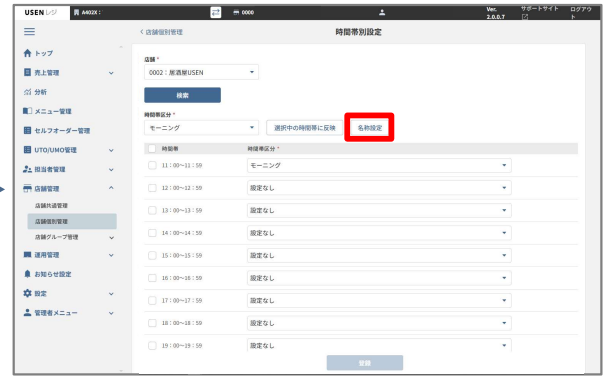 USEN レジ
A402X：
0000
Ver.
2.0.0.7
サポートサイト
ログアウ
ト
店舗個別管理
時間帯別設定
トップ
売上管理
分析
メニュー管理
セルフオーダー管理
UTO/UMO管理
担当者管理
店舗管理
店舗共通管理
店舗個別管理
店舗グループ管理
運用管理
お知らせ設定
設定
管理者メニュー
店舗 *
0002：居酒屋USEN
検索
時間帯区分 *
モーニング
選択中の時間帯に反映
名称設定
時間帯
時間帯区分 *
11：00～11：59
モーニング
12：00～12：59
設定なし
13：00～13：59
設定なし
14：00～14：59
設定なし
15：00～15：59
設定なし
16：00～16：59
設定なし
17：00～17：59
設定なし
18：00～18：59
設定なし
19：00～19：59
設定なし
登録